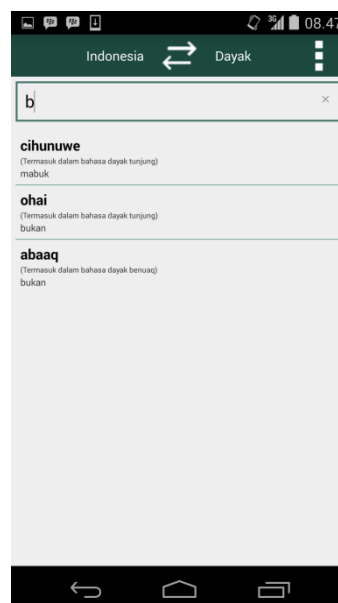 3G 08.47
Indonesia Dayak
b ×
cihunuwe
(Termasuk dalam bahasa dayak tunjung)
mabuk
ohai
(Termasuk dalam bahasa dayak tunjung)
bukan
abaaq
(Termasuk dalam bahasa dayak benuaq)
bukan